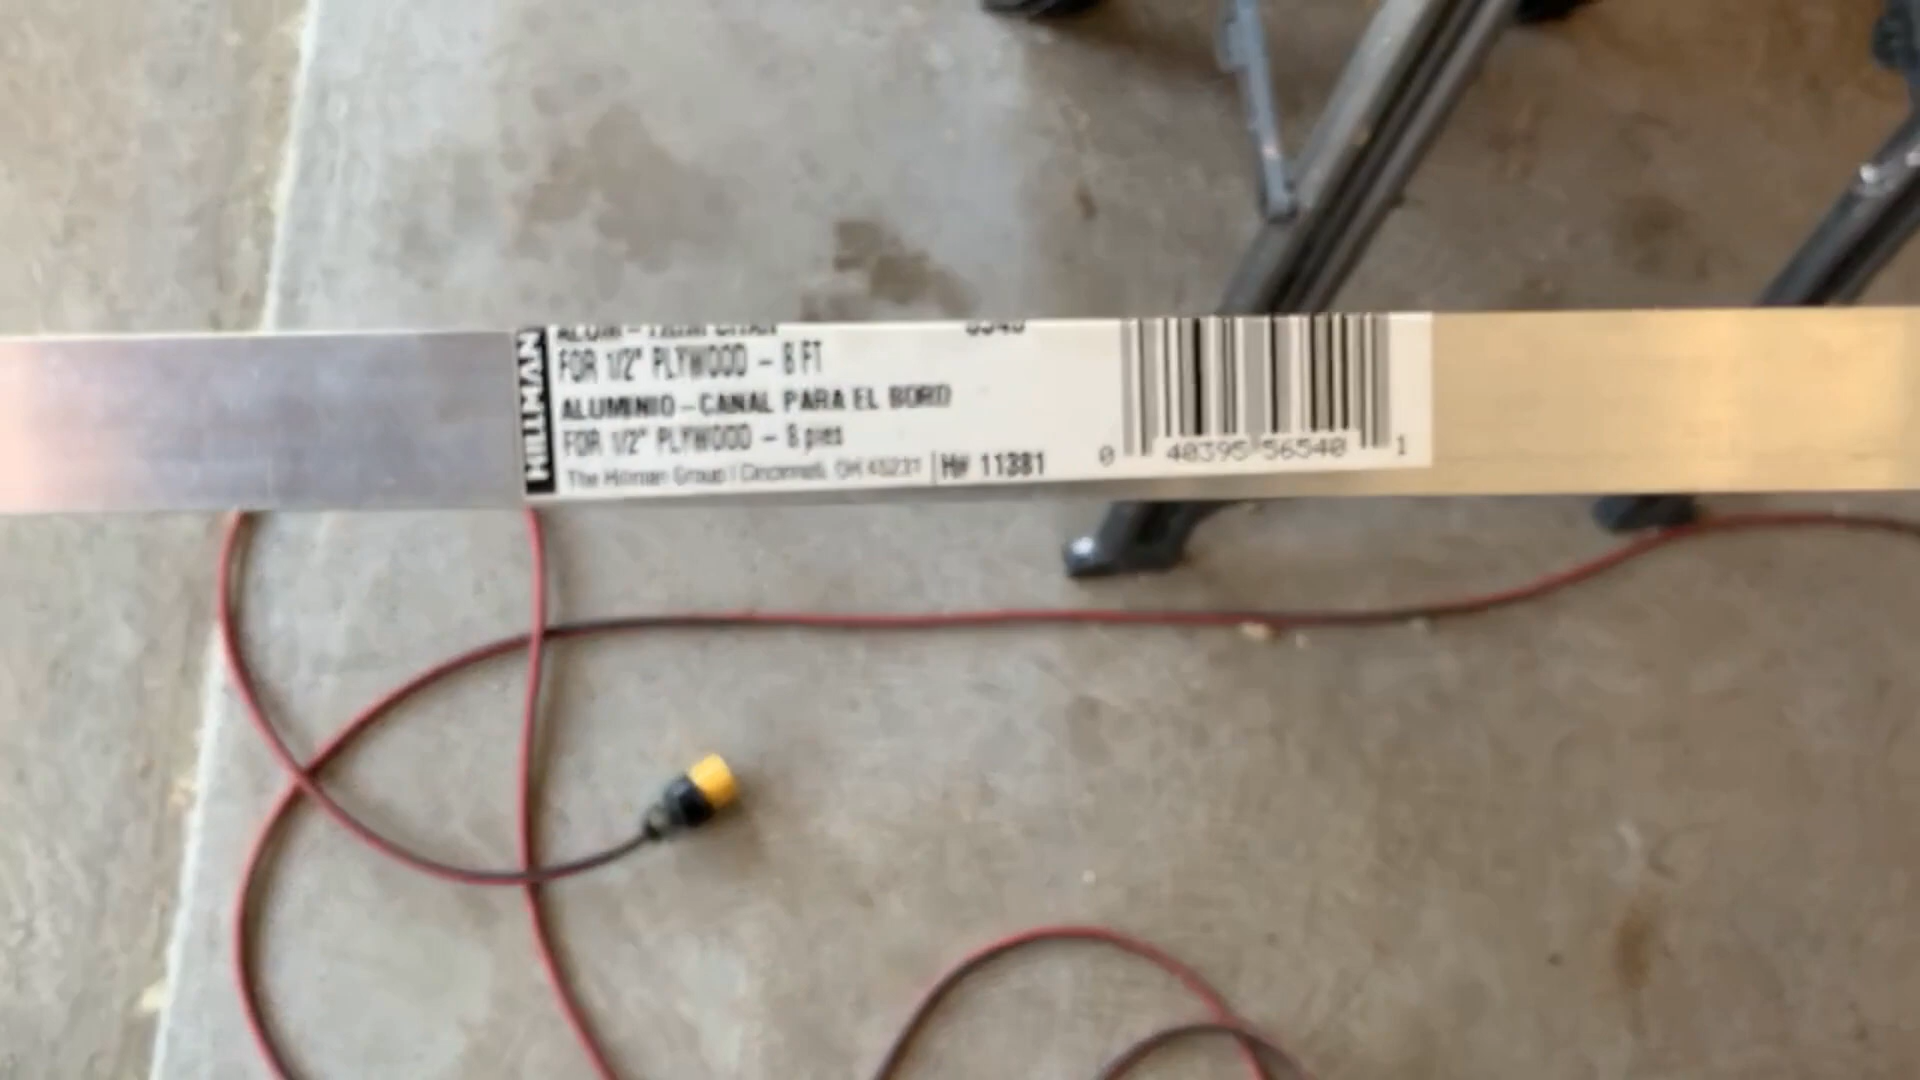 HILLMAN
FOR 1/2" PLYWOOD – 8 FT
ALUMINIO – CANAL PARA EL BORD
FOR 1/2" PLYWOOD – 8 pies
The Hillman Group | Cincinnati, OH 45231 | H# 11381
0 40395 56540 1